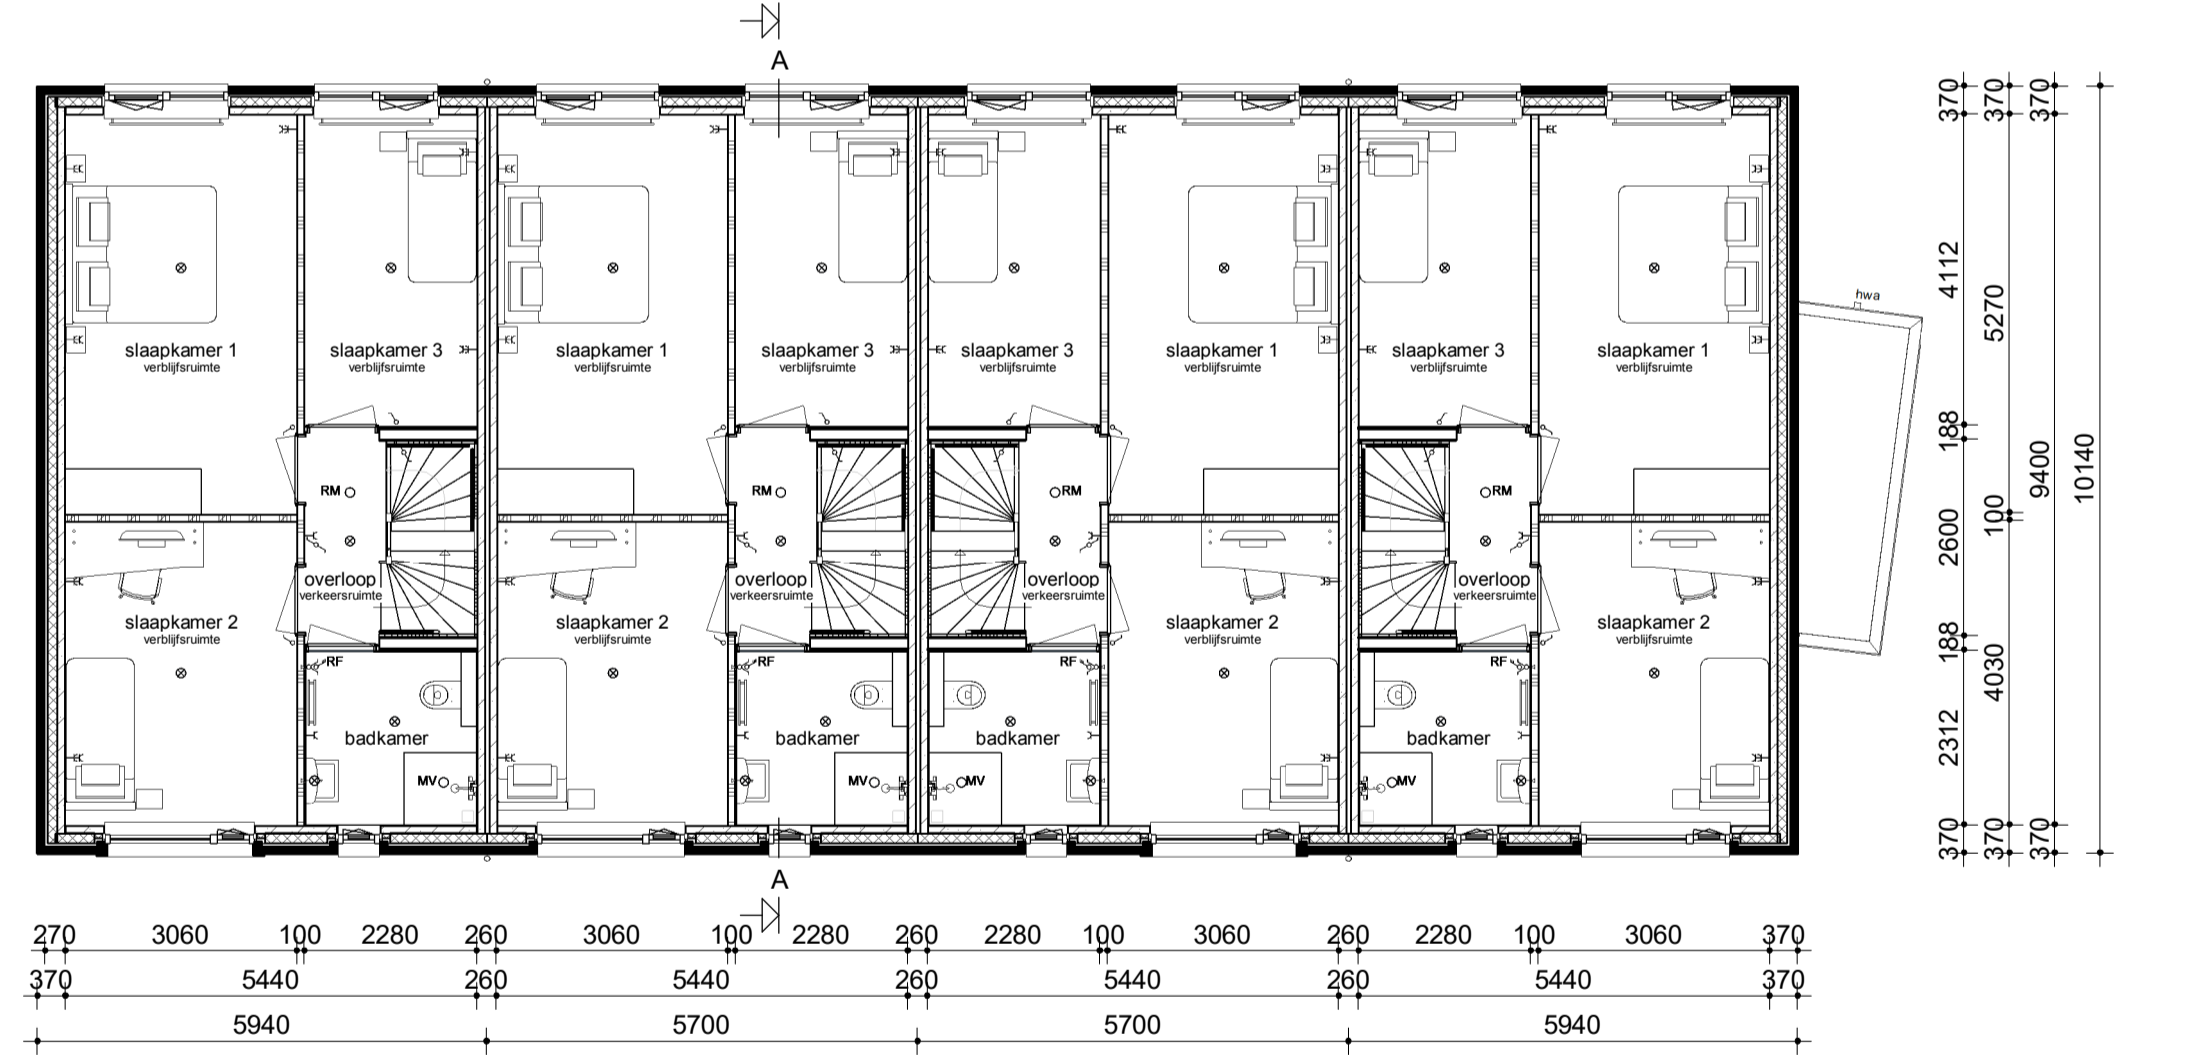 A
hwa
slaapkamer 1
verblijfsruimte
slaapkamer 3
verblijfsruimte
slaapkamer 1
verblijfsruimte
slaapkamer 3
verblijfsruimte
slaapkamer 3
verblijfsruimte
slaapkamer 1
verblijfsruimte
slaapkamer 3
verblijfsruimte
slaapkamer 1
verblijfsruimte
RM
RM
RM
RM
overloop
verkeersruimte
overloop
verkeersruimte
overloop
verkeersruimte
overloop
verkeersruimte
slaapkamer 2
verblijfsruimte
slaapkamer 2
verblijfsruimte
slaapkamer 2
verblijfsruimte
slaapkamer 2
verblijfsruimte
RF
RF
RF
RF
badkamer
badkamer
badkamer
badkamer
MV
MV
MV
MV
A
270 3060 100 2280 260 3060 100 2280 260 2280 100 3060 260 2280 100 3060 370
370 5440 260 5440 260 5440 260 5440 370
5940 5700 5700 5940
370 4112 188 2600 188 2312 370
370 5270 100 4030 370
370 9400 370
10140